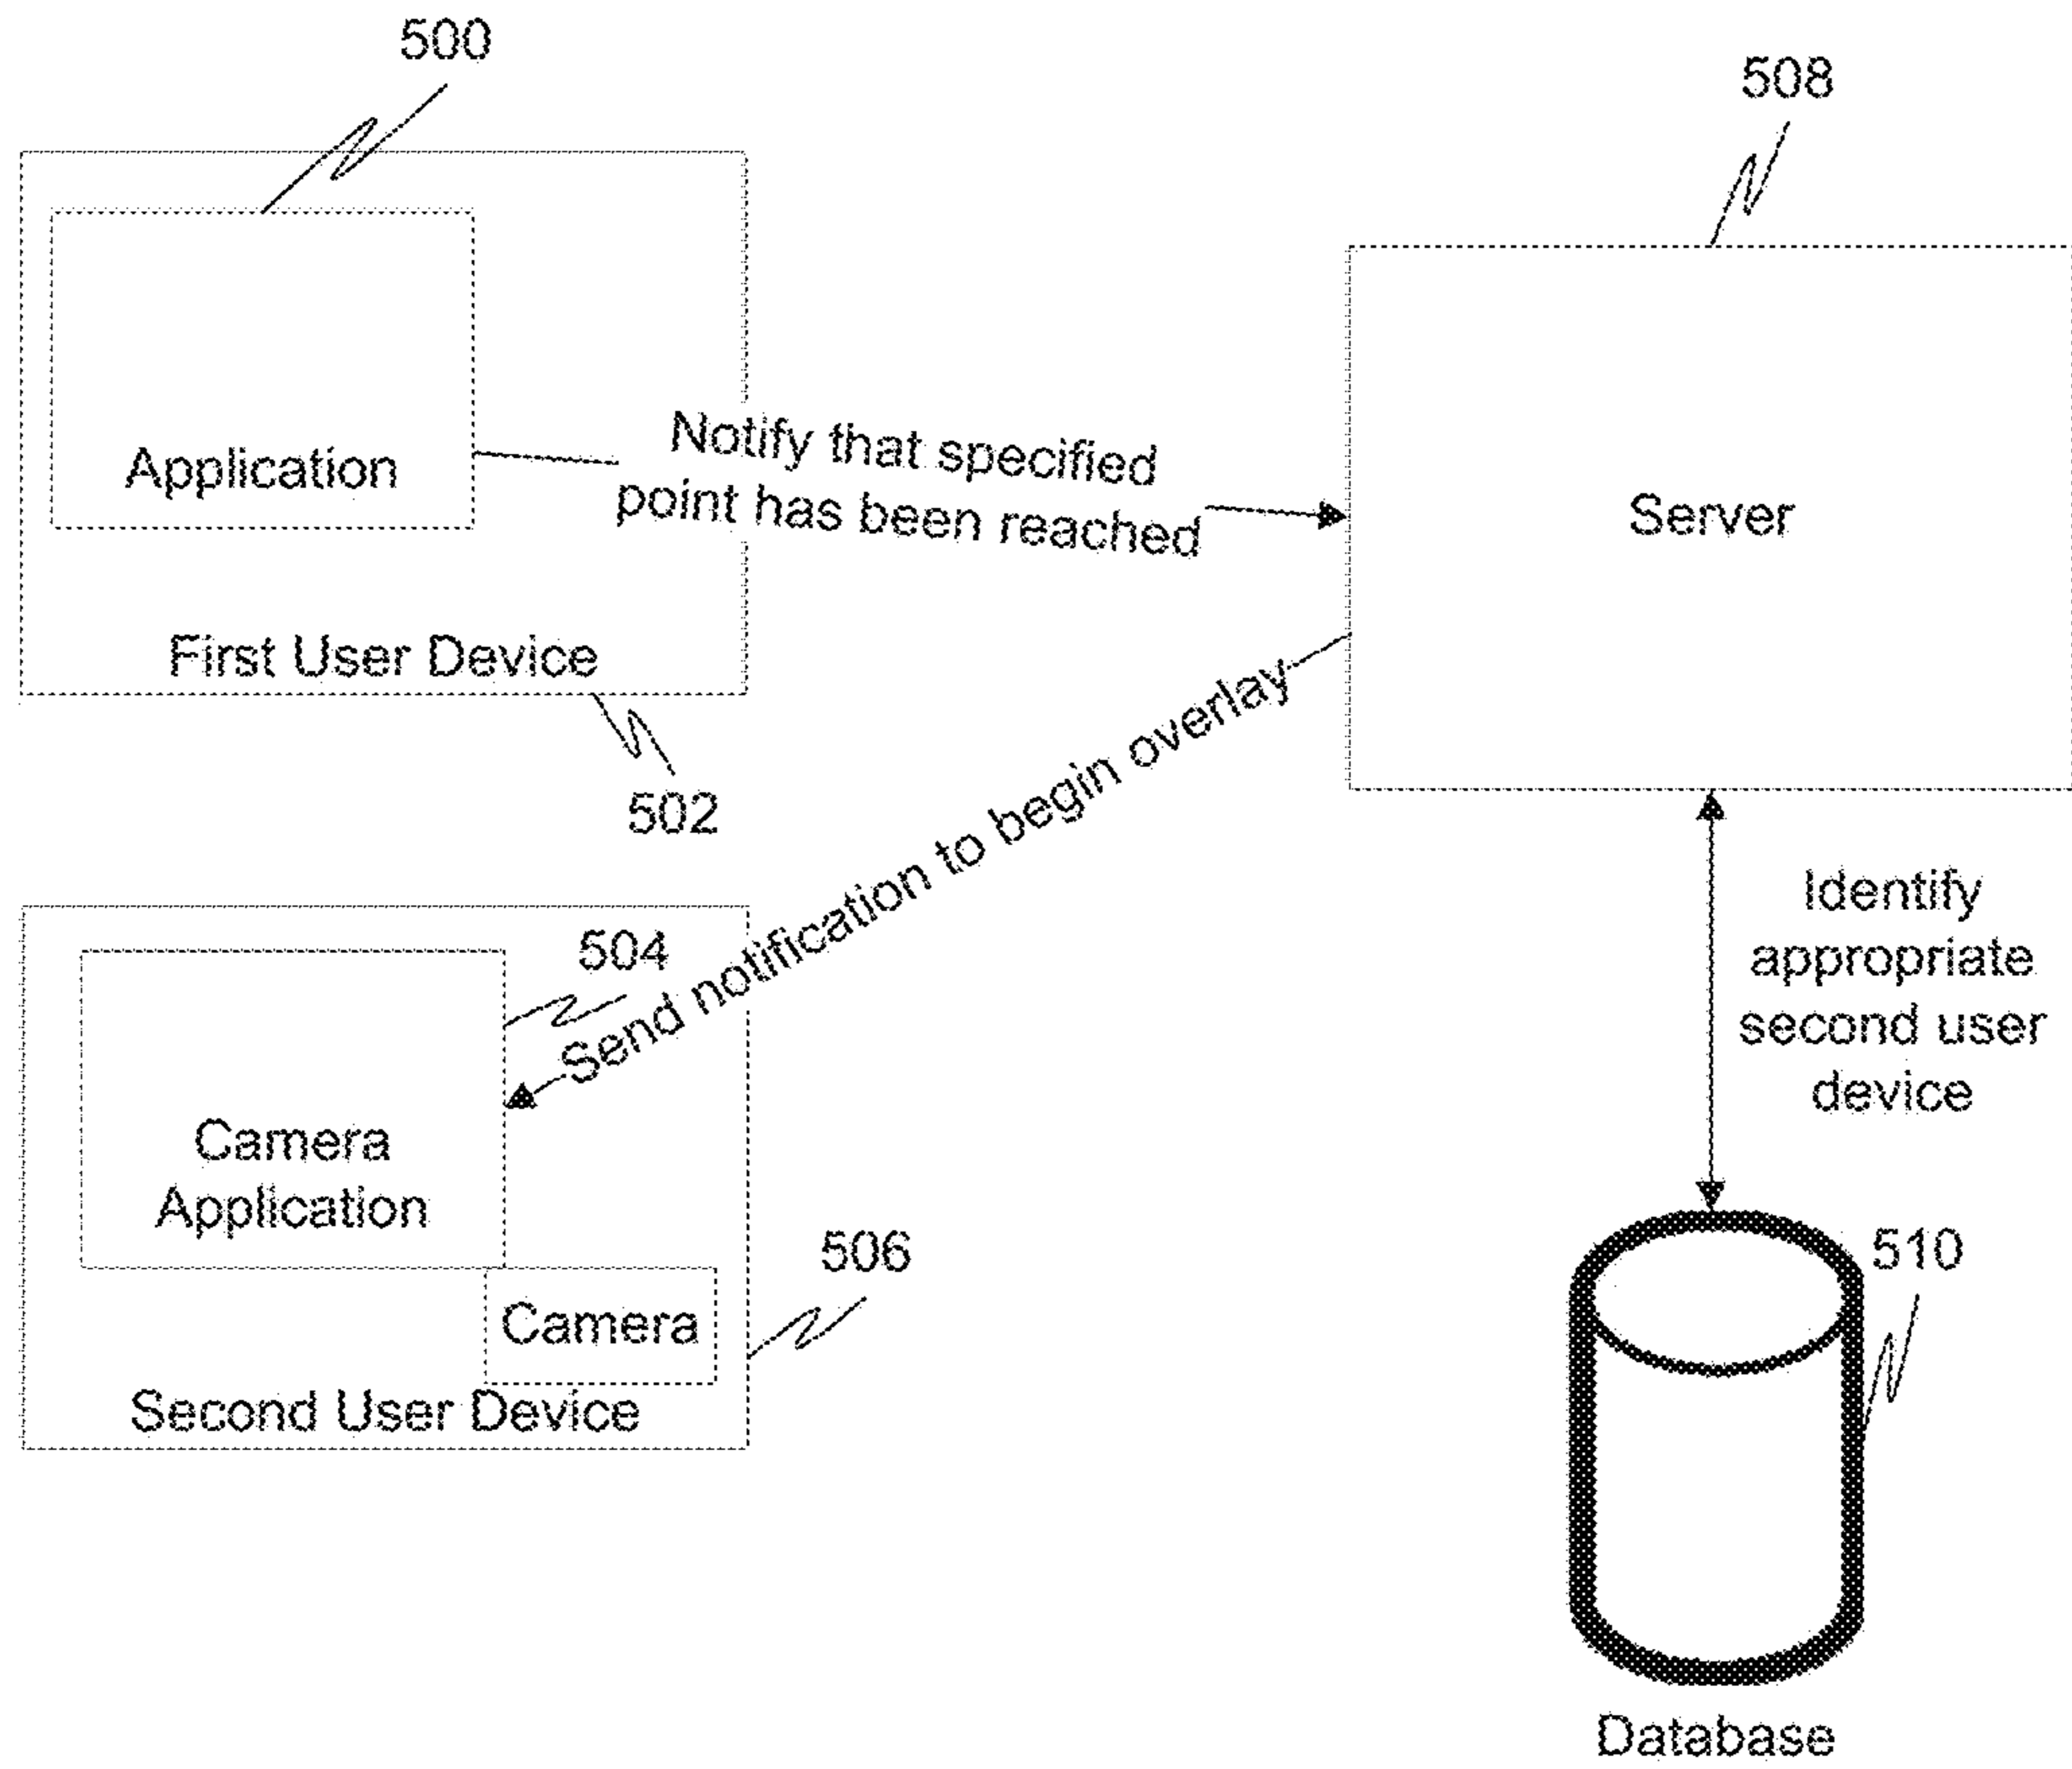 500
508
Application
Notify that specified
point has been reached
Server
First User Device
502
Send notification to begin overlay
Identify
appropriate
second user
device
504
Camera
Application
506
Camera
Second User Device
510
Database